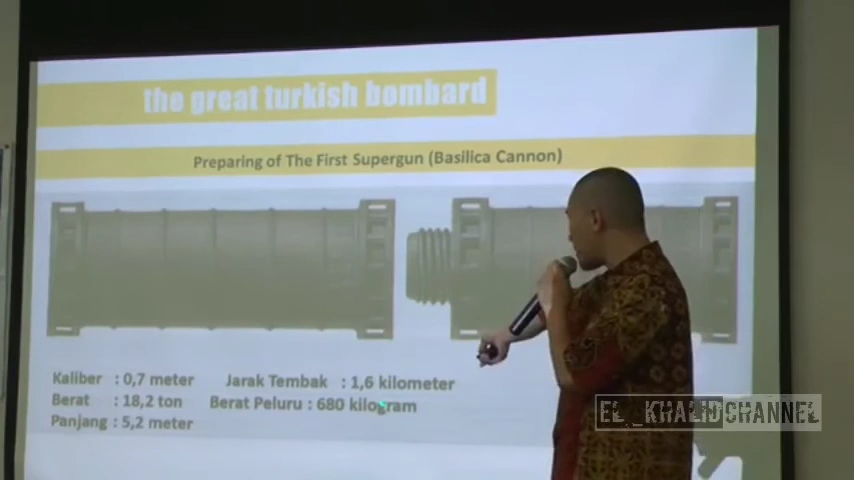 the great turkish bombard
Preparing of The First Supergun (Basilica Cannon)
Kaliber : 0,7 meter Jarak Tembak : 1,6 kilometer
Berat : 18,2 ton Berat Peluru : 680 kilogram
Panjang : 5,2 meter
EL_KHALID CHANNEL